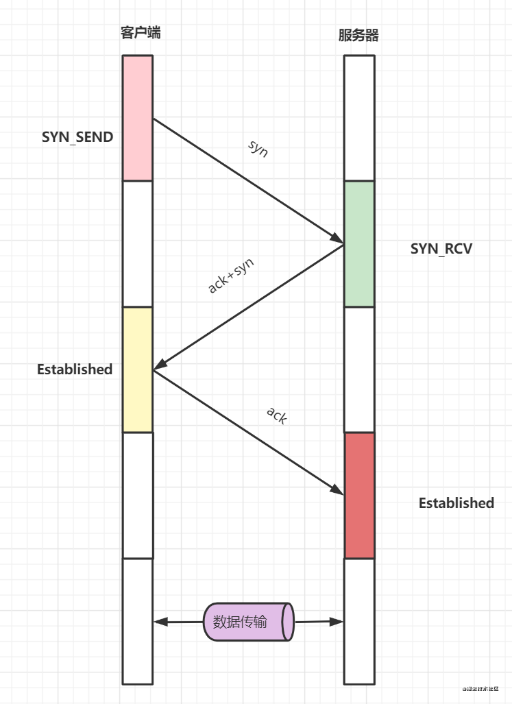 客户端
服务器
SYN_SEND
syn
SYN_RCV
ack+syn
Established
ack
Established
数据传输